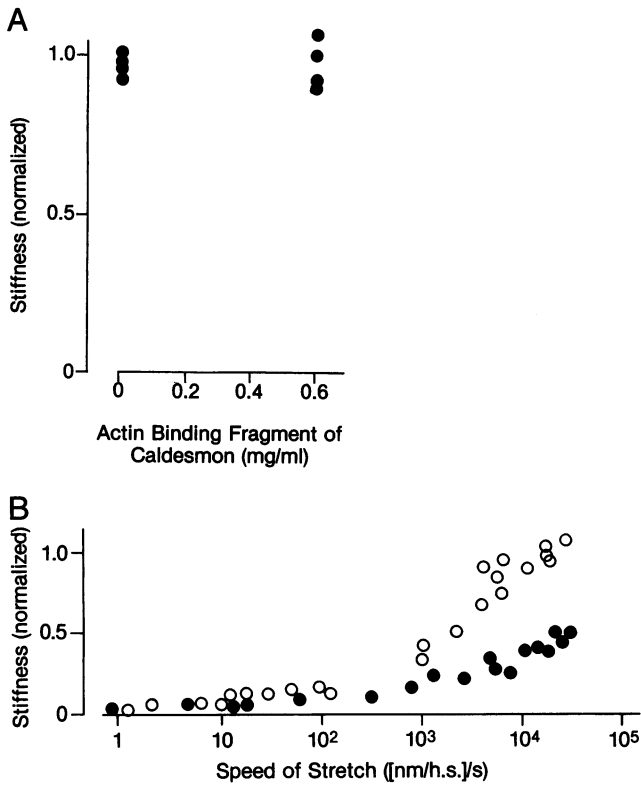 A
Stiffness (normalized)
1.0
0.5
0
0 0.2 0.4 0.6
Actin Binding Fragment of
Caldesmon (mg/ml)
B
Stiffness (normalized)
1.0
0.5
0
1 10 10² 10³ 10⁴ 10⁵
Speed of Stretch ([nm/h.s.]/s)